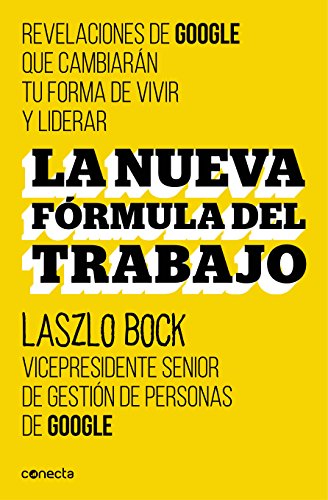 REVELACIONES DE GOOGLE
QUE CAMBIARÁN
TU FORMA DE VIVIR
Y LIDERAR
LA NUEVA
FÓRMULA DEL
TRABAJO
LASZLO BOCK
VICEPRESIDENTE SENIOR
DE GESTIÓN DE PERSONAS
DE GOOGLE
conecta